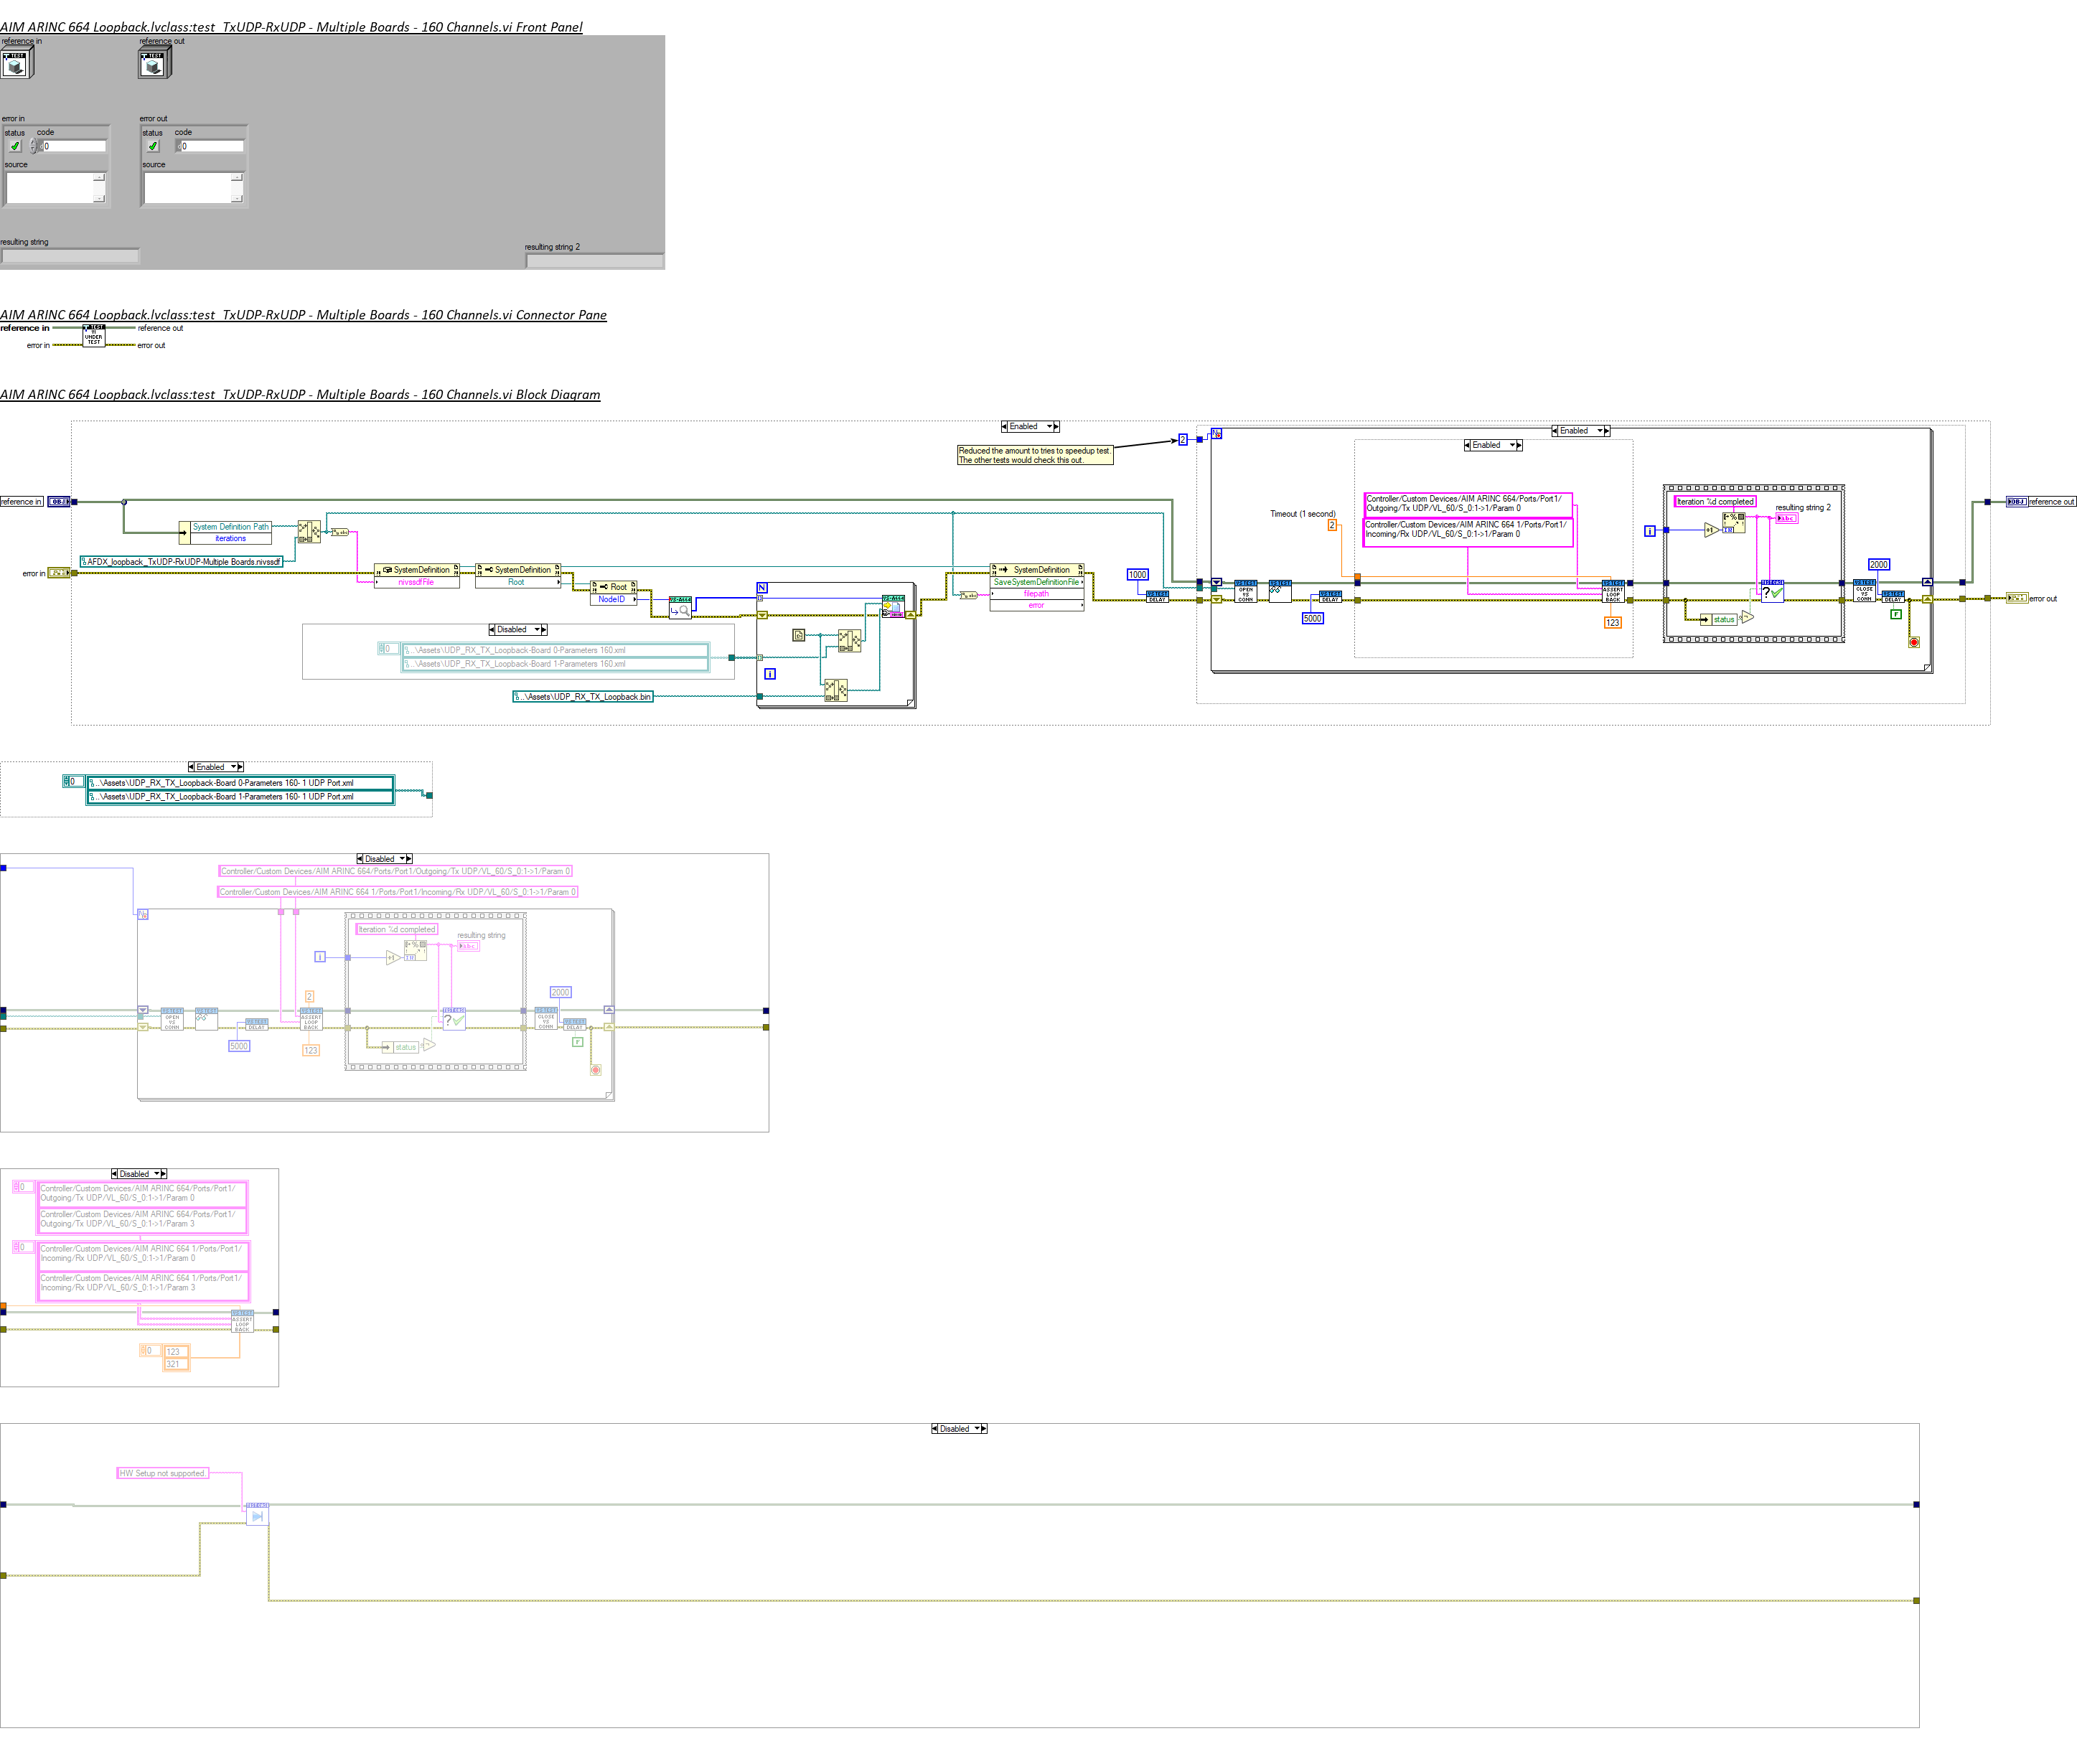 AIM ARINC 664 Loopback.lvclass:test  TxUDP-RxUDP - Multiple Boards - 160 Channels.vi Front Panel
reference in
reference out
TEST
TEST
error in
error out
status
code
status
code
0
0
source
source
resulting string
resulting string 2
AIM ARINC 664 Loopback.lvclass:test  TxUDP-RxUDP - Multiple Boards - 160 Channels.vi Connector Pane
reference in
reference out
TEST
UNDER
TEST
error in
error out
AIM ARINC 664 Loopback.lvclass:test  TxUDP-RxUDP - Multiple Boards - 160 Channels.vi Block Diagram
Enabled
Enabled
2
Reduced the amount to tries to speedup test.
The other tests would check this out.
Enabled
reference in
OBJ
Controller/Custom Devices/AIM ARINC 664/Ports/Port1/
Outgoing/Tx UDP/VL_60/S_0:1->1/Param 0
Iteration %d completed
OBJ
reference out
Timeout (1 second)
2
Controller/Custom Devices/AIM ARINC 664 1/Ports/Port1/
Incoming/Rx UDP/VL_60/S_0:1->1/Param 0
resulting string 2
abc
System Definition Path
iterations
i
+1
AFDX_loopback_TxUDP-RxUDP-Multiple Boards.nivssdf
error in
SystemDefinition
nivssdfFile
SystemDefinition
Root
Root
NodeID
N
SystemDefinition
SaveSystemDefinitionFile
filepath
error
1000
2000
DELAY
OPEN
VS
CONN
5000
DELAY
ASSERT
LOOP
BACK
123
status
?
CLOSE
VS
CONN
DELAY
F
error out
Disabled
0
..\Assets\UDP_RX_TX_Loopback-Board 0-Parameters 160.xml
..\Assets\UDP_RX_TX_Loopback-Board 1-Parameters 160.xml
i
..\Assets\UDP_RX_TX_Loopback.bin
Enabled
0
..\Assets\UDP_RX_TX_Loopback-Board 0-Parameters 160- 1 UDP Port.xml
..\Assets\UDP_RX_TX_Loopback-Board 1-Parameters 160- 1 UDP Port.xml
Disabled
Controller/Custom Devices/AIM ARINC 664/Ports/Port1/Outgoing/Tx UDP/VL_60/S_0:1->1/Param 0
Controller/Custom Devices/AIM ARINC 664 1/Ports/Port1/Incoming/Rx UDP/VL_60/S_0:1->1/Param 0
N
Iteration %d completed
resulting string
abc
i
+1
2
2000
OPEN
VS
CONN
DELAY
ASSERT
LOOP
BACK
?
CLOSE
VS
CONN
DELAY
5000
123
status
F
Disabled
0
Controller/Custom Devices/AIM ARINC 664/Ports/Port1/
Outgoing/Tx UDP/VL_60/S_0:1->1/Param 0
Controller/Custom Devices/AIM ARINC 664/Ports/Port1/
Outgoing/Tx UDP/VL_60/S_0:1->1/Param 3
0
Controller/Custom Devices/AIM ARINC 664 1/Ports/Port1/
Incoming/Rx UDP/VL_60/S_0:1->1/Param 0
Controller/Custom Devices/AIM ARINC 664 1/Ports/Port1/
Incoming/Rx UDP/VL_60/S_0:1->1/Param 3
ASSERT
LOOP
BACK
0
123
321
Disabled
HW Setup not supported.